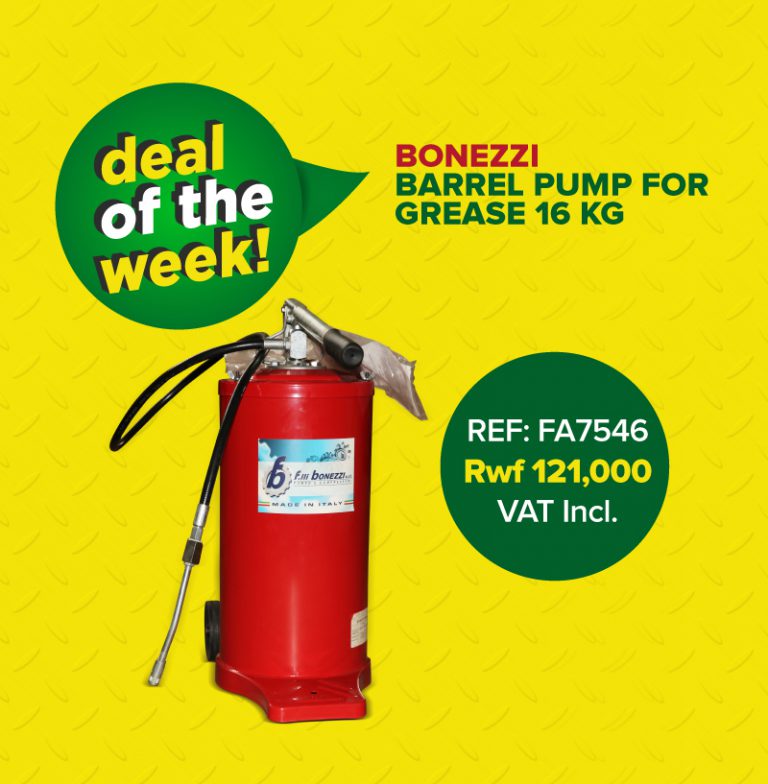 deal
of the
week!
BONEZZI
BARREL PUMP FOR
GREASE 16 KG
REF: FA7546
Rwf 121,000
VAT Incl.
fb
F.lli bonezzi
MADE IN ITALY